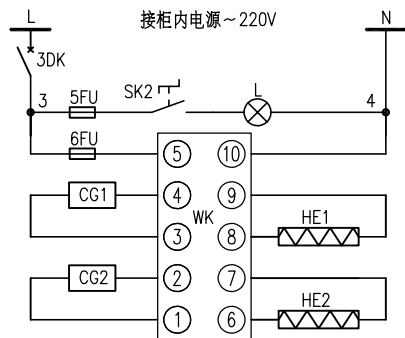 L 接柜内电源~220V N
3DK
3 5FU SK2 L 4
6FU
5 10
CG1 4 9
WK
3 8 HE1
CG2 2 7
1 6 HE2